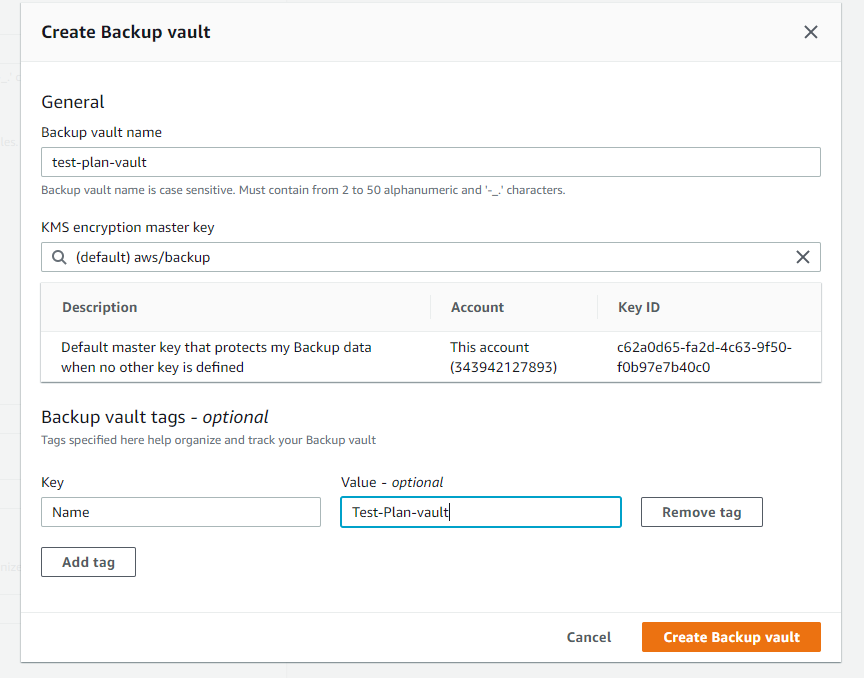 Create Backup vault
General
Backup vault name
test-plan-vault
Backup vault name is case sensitive. Must contain from 2 to 50 alphanumeric and '-_.' characters.
KMS encryption master key
(default) aws/backup
Description Account Key ID
Default master key that protects my Backup data This account c62a0d65-fa2d-4c63-9f50-
when no other key is defined (343942127893) f0b97e7b40c0
Backup vault tags - optional
Tags specified here help organize and track your Backup vault
Key Value - optional
Name Test-Plan-vault Remove tag
Add tag
Cancel Create Backup vault